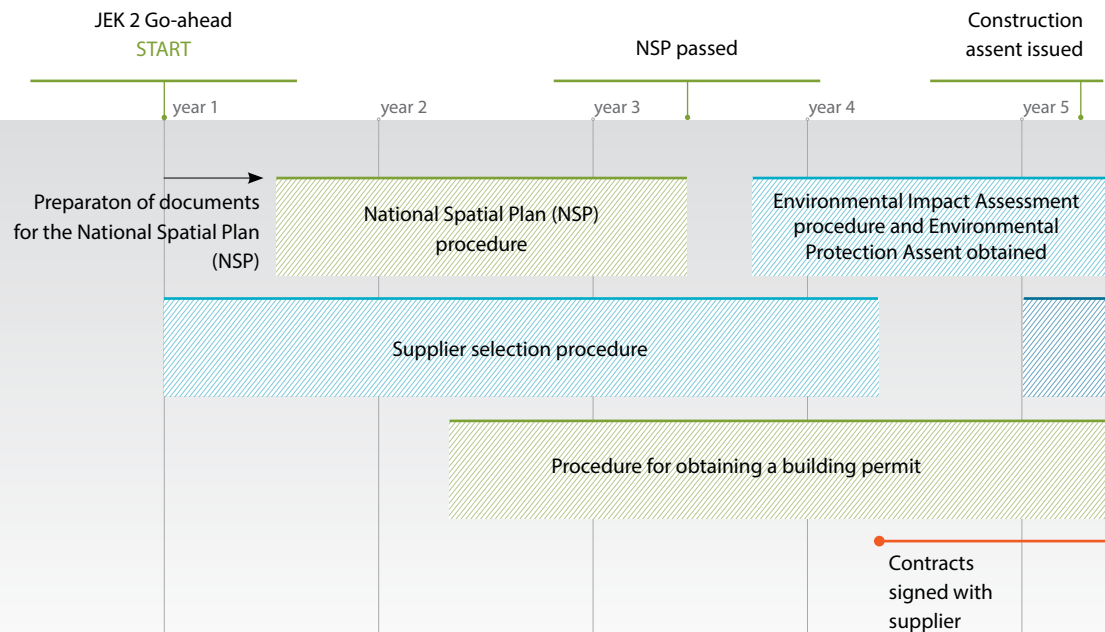 JEK 2 Go-ahead
START
NSP passed
Construction
assent issued
year 1
year 2
year 3
year 4
year 5
Preparaton of documents
for the National Spatial Plan
(NSP)
National Spatial Plan (NSP)
procedure
Environmental Impact Assessment
procedure and Environmental
Protection Assent obtained
Supplier selection procedure
Procedure for obtaining a building permit
Contracts
signed with
supplier